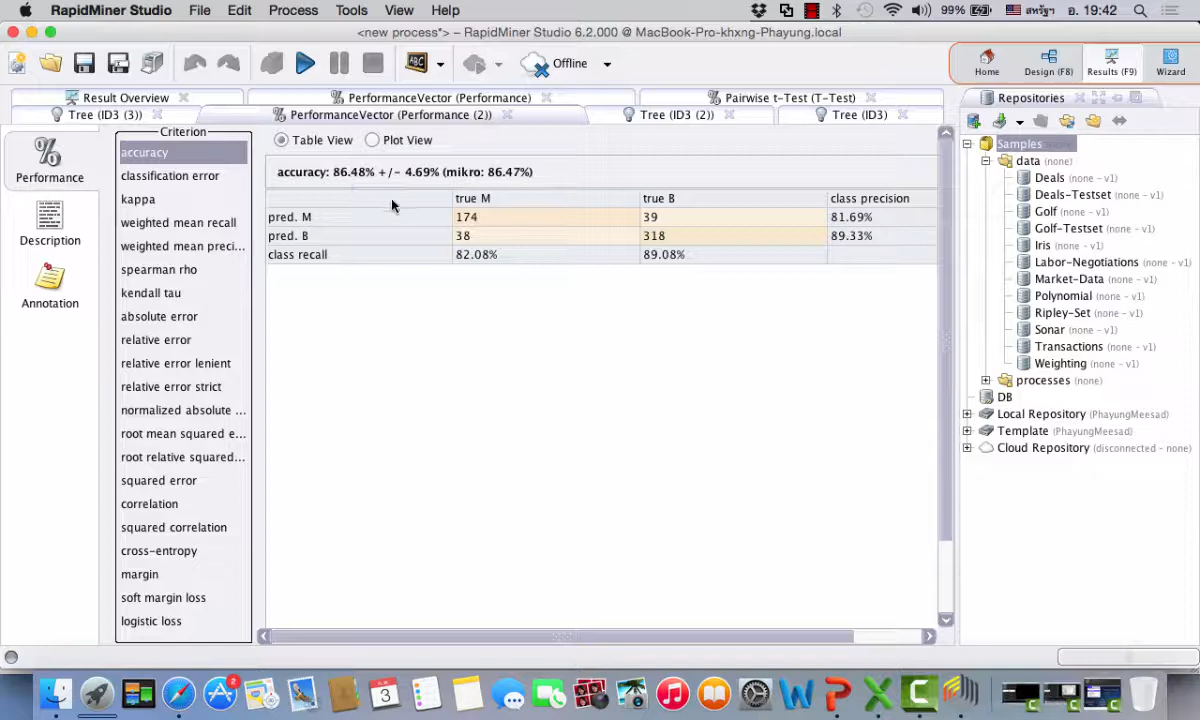 RapidMiner Studio File Edit Process Tools View Help 99% สหรัฐฯ อ. 19:42
<new process*> – RapidMiner Studio 6.2.000 @ MacBook-Pro-khxng-Phayung.local
ABC Offline Home Design (F8) Results (F9) Wizard
Result Overview PerformanceVector (Performance) Pairwise t-Test (T-Test)
Tree (ID3 (3)) PerformanceVector (Performance (2)) Tree (ID3 (2)) Tree (ID3)
Performance
Description
Annotation
Criterion
accuracy
classification error
kappa
weighted mean recall
weighted mean preci...
spearman rho
kendall tau
absolute error
relative error
relative error lenient
relative error strict
normalized absolute ...
root mean squared e...
root relative squared...
squared error
correlation
squared correlation
cross-entropy
margin
soft margin loss
logistic loss
Table View Plot View
accuracy: 86.48% +/- 4.69% (mikro: 86.47%)
true M true B class precision
pred. M 174 39 81.69%
pred. B 38 318 89.33%
class recall 82.08% 89.08%
Repositories
Samples (none)
data (none)
Deals (none - v1)
Deals-Testset (none - v1)
Golf (none - v1)
Golf-Testset (none - v1)
Iris (none - v1)
Labor-Negotiations (none - v1)
Market-Data (none - v1)
Polynomial (none - v1)
Ripley-Set (none - v1)
Sonar (none - v1)
Transactions (none - v1)
Weighting (none - v1)
processes (none)
DB
Local Repository (PhayungMeesad)
Template (PhayungMeesad)
Cloud Repository (disconnected - none)
2
3